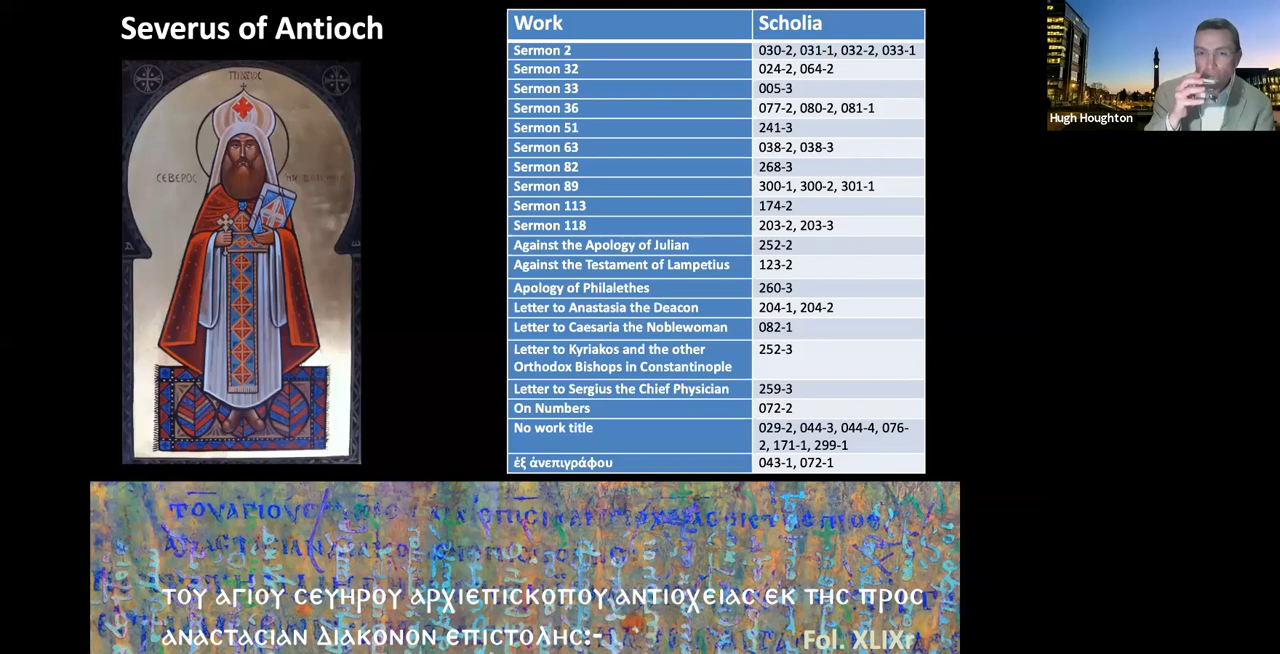 Severus of Antioch
Work Scholia
Sermon 2 030-2, 031-1, 032-2, 033-1
Sermon 32 024-2, 064-2
Sermon 33 005-3
Sermon 36 077-2, 080-2, 081-1
Sermon 51 241-3
Sermon 63 038-2, 038-3
Sermon 82 268-3
Sermon 89 300-1, 300-2, 301-1
Sermon 113 174-2
Sermon 118 203-2, 203-3
Against the Apology of Julian 252-2
Against the Testament of Lampetius 123-2
Apology of Philalethes 260-3
Letter to Anastasia the Deacon 204-1, 204-2
Letter to Caesaria the Noblewoman 082-1
Letter to Kyriakos and the other
Orthodox Bishops in Constantinople
252-3
Letter to Sergius the Chief Physician 259-3
On Numbers 072-2
No work title 029-2, 044-3, 044-4, 076-
2, 171-1, 299-1
ἐξ ἀνεπιγράφου 043-1, 072-1
Hugh Houghton
ⲤⲈⲂⲈⲢⲞⲤ
ΤΟΥ ΑΓΙΟΥ ϹΕΥΗΡΟΥ ΑΡΧΙΕΠΙϹΚΟΠΟΥ ΑΝΤΙΟΧΕΙΑϹ ΕΚ ΤΗϹ ΠΡΟϹ
ΑΝΑϹΤΑϹΙΑΝ ΔΙΑΚΟΝΟΝ ΕΠΙϹΤΟΛΗϹ:-
Fol. XLIXr